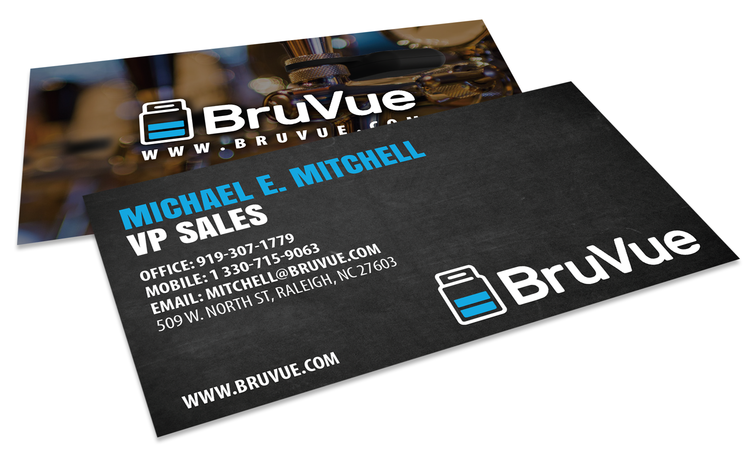 BruVue
WWW.BRUVUE.COM
MICHAEL E. MITCHELL
VP SALES
OFFICE: 919-307-1779
MOBILE: 1 330-715-9063
EMAIL: MITCHELL@BRUVUE.COM
509 W. NORTH ST, RALEIGH, NC 27603
BruVue
WWW.BRUVUE.COM